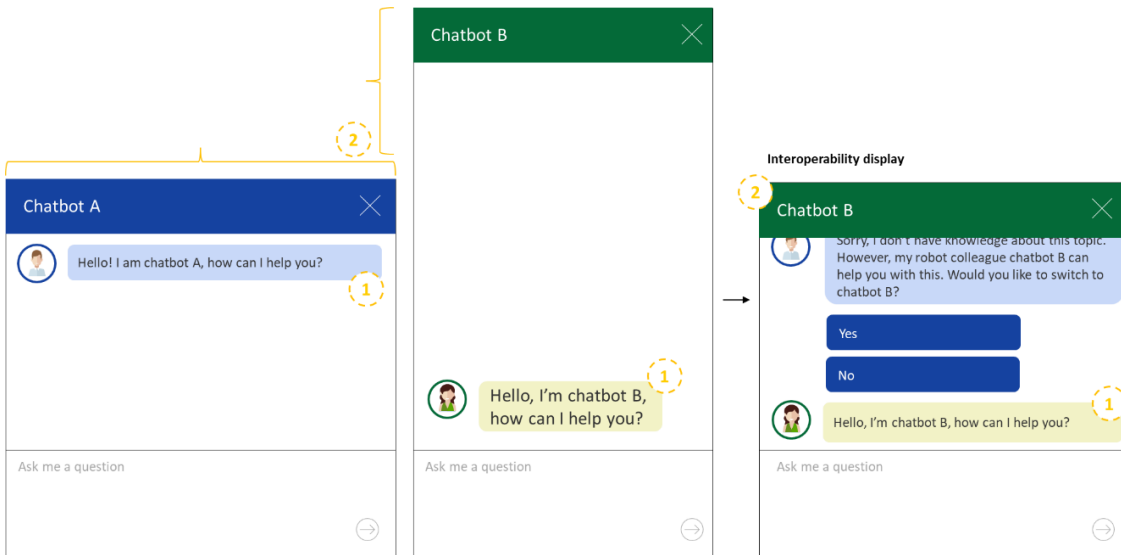 Chatbot A
Hello! I am chatbot A, how can I help you?
1
2
Ask me a question
Chatbot B
1
Hello, I'm chatbot B,
how can I help you?
Ask me a question
Interoperability display
2
Chatbot B
Sorry, I don't have knowledge about this topic.
However, my robot colleague chatbot B can
help you with this. Would you like to switch to
chatbot B?
Yes
No
1
Hello, I'm chatbot B, how can I help you?
Ask me a question